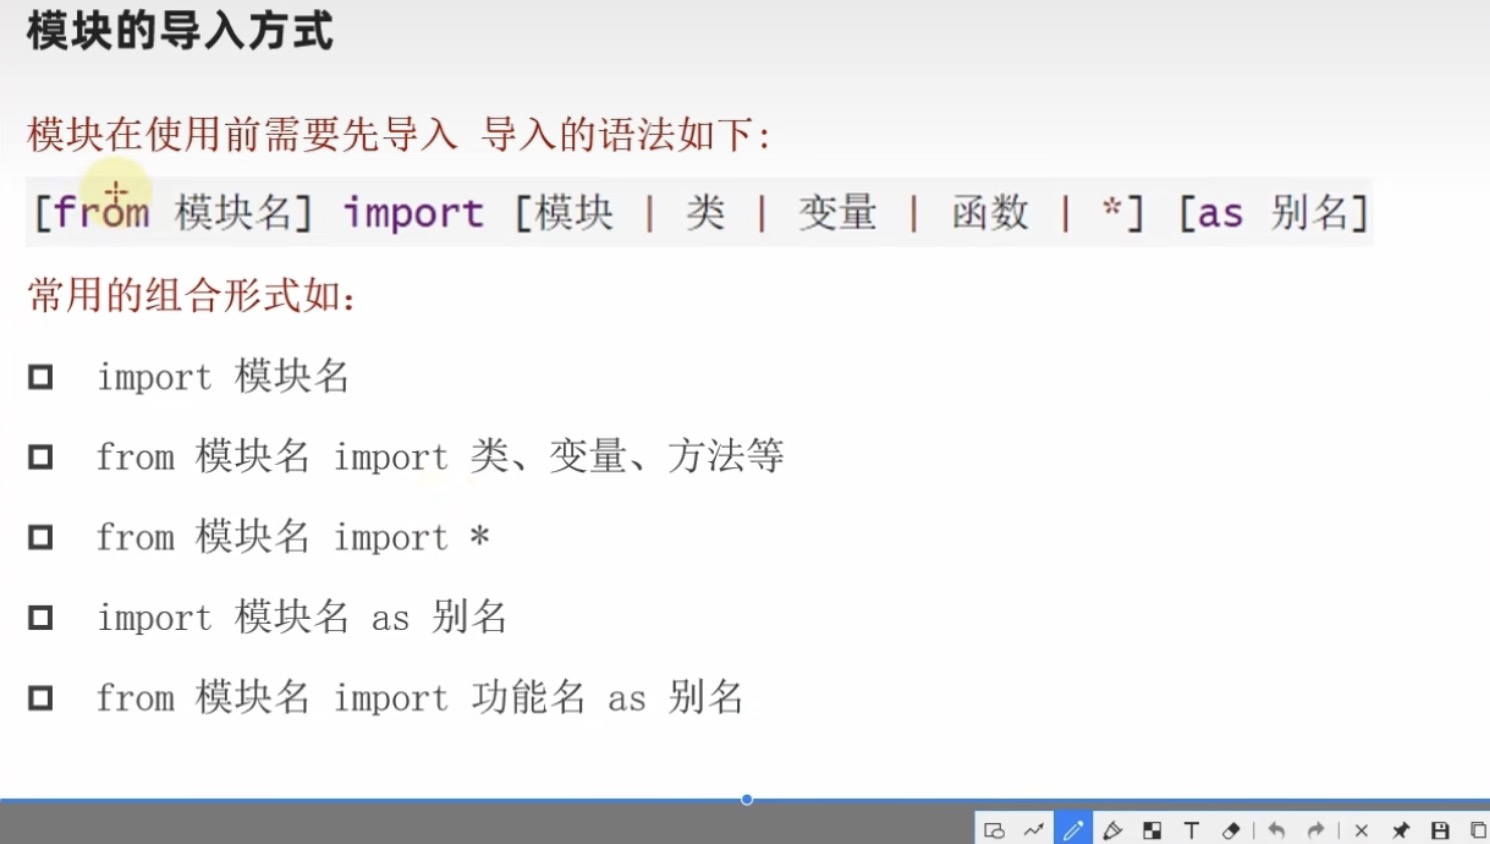 模块的导入方式
模块在使用前需要先导入 导入的语法如下:
[from 模块名] import [模块 | 类 | 变量 | 函数 | *] [as 别名]
常用的组合形式如:
import 模块名
from 模块名 import 类、变量、方法等
from 模块名 import *
import 模块名 as 别名
from 模块名 import 功能名 as 别名